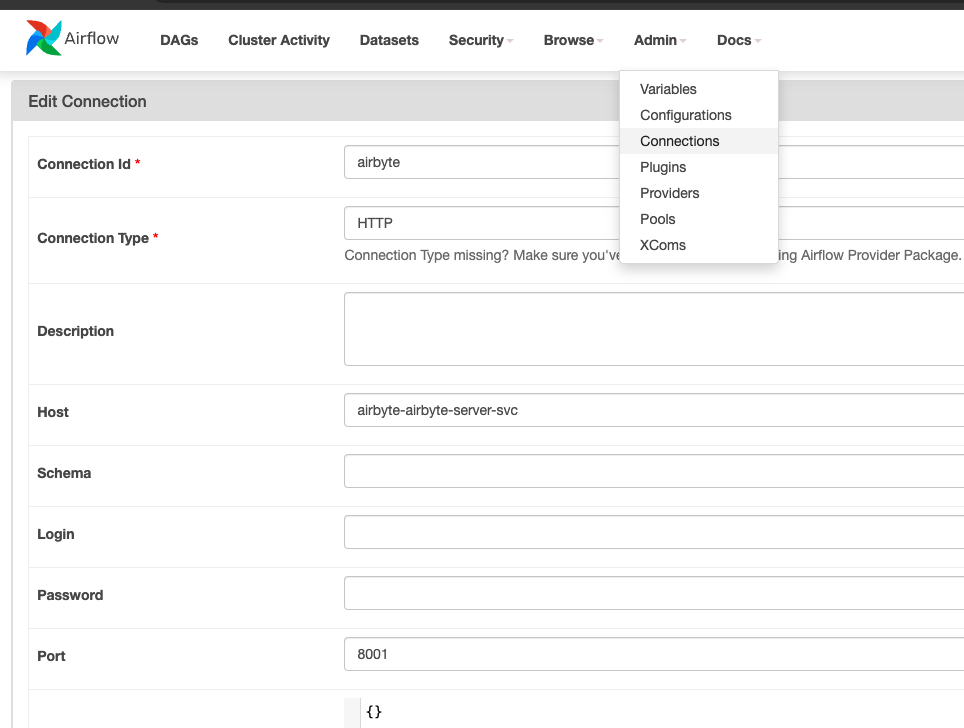 Airflow DAGs Cluster Activity Datasets Security Browse Admin Docs
Variables
Configurations
Connections
Plugins
Providers
Pools
XComs
Edit Connection
Connection Id * airbyte
Connection Type * HTTP
Connection Type missing? Make sure you've ing Airflow Provider Package.
Description
Host airbyte-airbyte-server-svc
Schema
Login
Password
Port 8001
{}